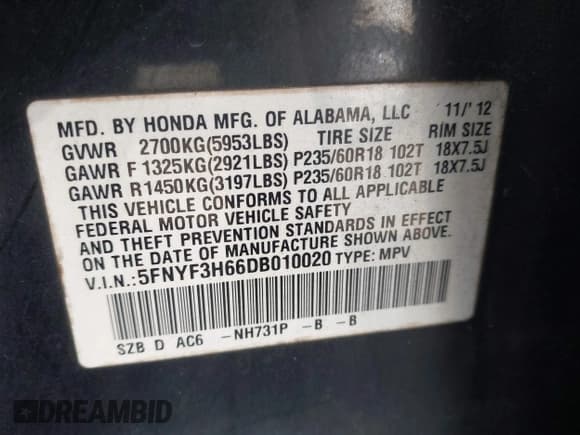 MFD. BY HONDA MFG. OF ALABAMA, LLC 11/'12
GVWR 2700KG(5953LBS) TIRE SIZE RIM SIZE
GAWR F 1325KG(2921LBS) P235/60R18 102T 18X7.5J
GAWR R1450KG(3197LBS) P235/60R18 102T 18X7.5J
THIS VEHICLE CONFORMS TO ALL APPLICABLE
FEDERAL MOTOR VEHICLE SAFETY
AND THEFT PREVENTION STANDARDS IN EFFECT
ON THE DATE OF MANUFACTURE SHOWN ABOVE.
V.I.N.:5FNYF3H66DB010020 TYPE: MPV
SZB D AC6 -NH731P -B -B
DREAMBID